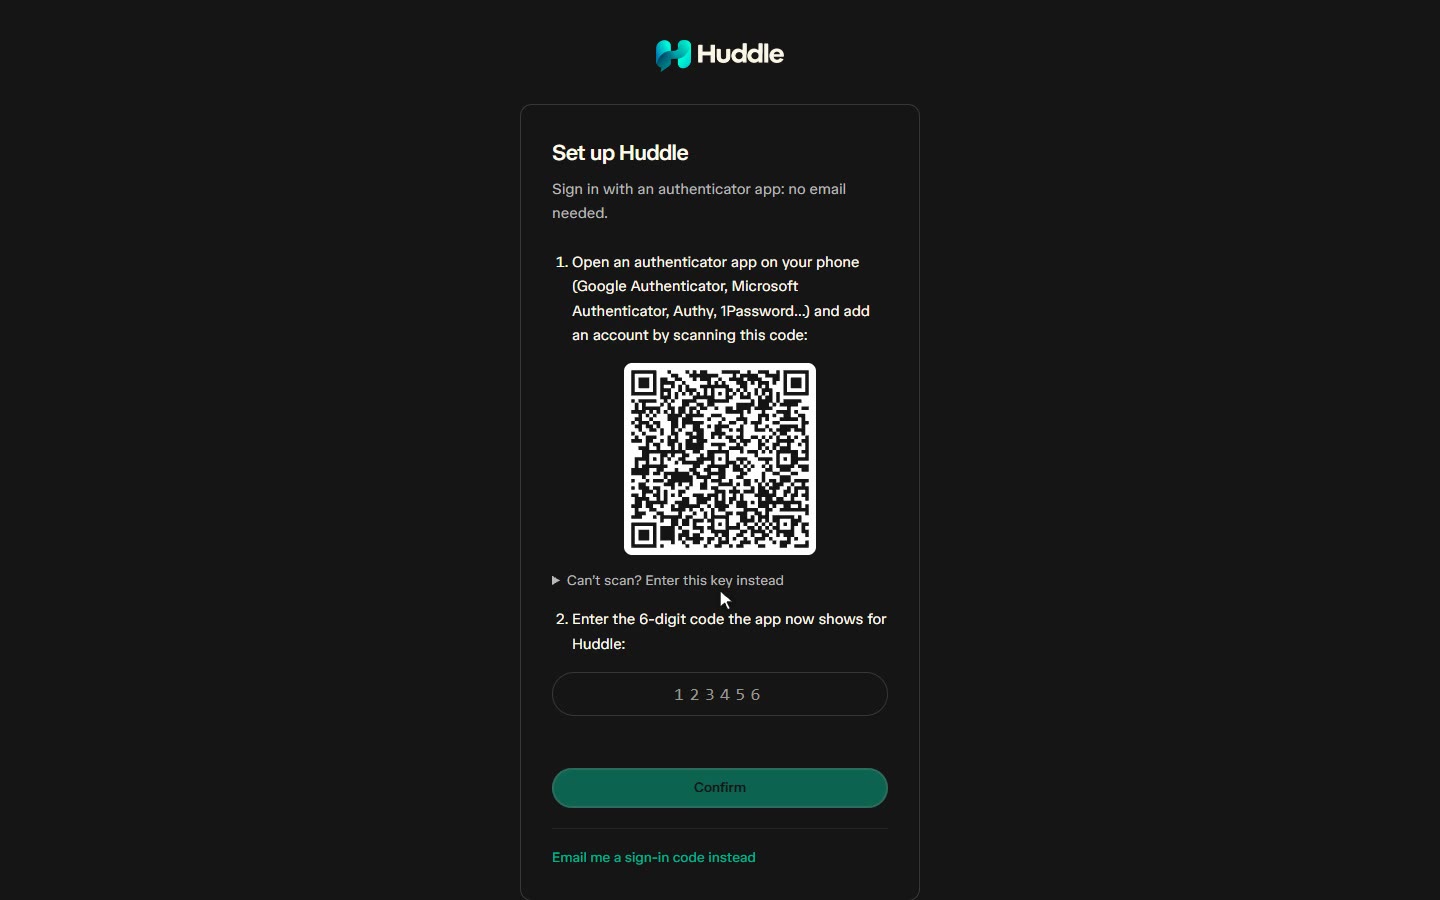 Huddle
Set up Huddle
Sign in with an authenticator app: no email
needed.
1. Open an authenticator app on your phone
(Google Authenticator, Microsoft
Authenticator, Authy, 1Password...) and add
an account by scanning this code:
Can't scan? Enter this key instead
2. Enter the 6-digit code the app now shows for
Huddle:
123456
Confirm
Email me a sign-in code instead